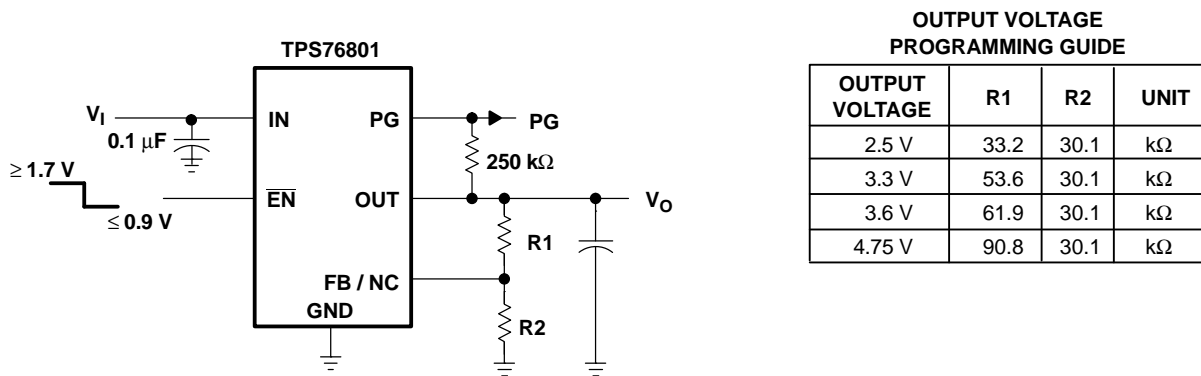 TPS76801
V_I
0.1 μF
IN
PG
PG
250 kΩ
≥ 1.7 V
≤ 0.9 V
EN
OUT
V_O
R1
FB / NC
GND
R2
OUTPUT VOLTAGE
PROGRAMMING GUIDE
OUTPUT VOLTAGE R1 R2 UNIT
2.5 V 33.2 30.1 kΩ
3.3 V 53.6 30.1 kΩ
3.6 V 61.9 30.1 kΩ
4.75 V 90.8 30.1 kΩ